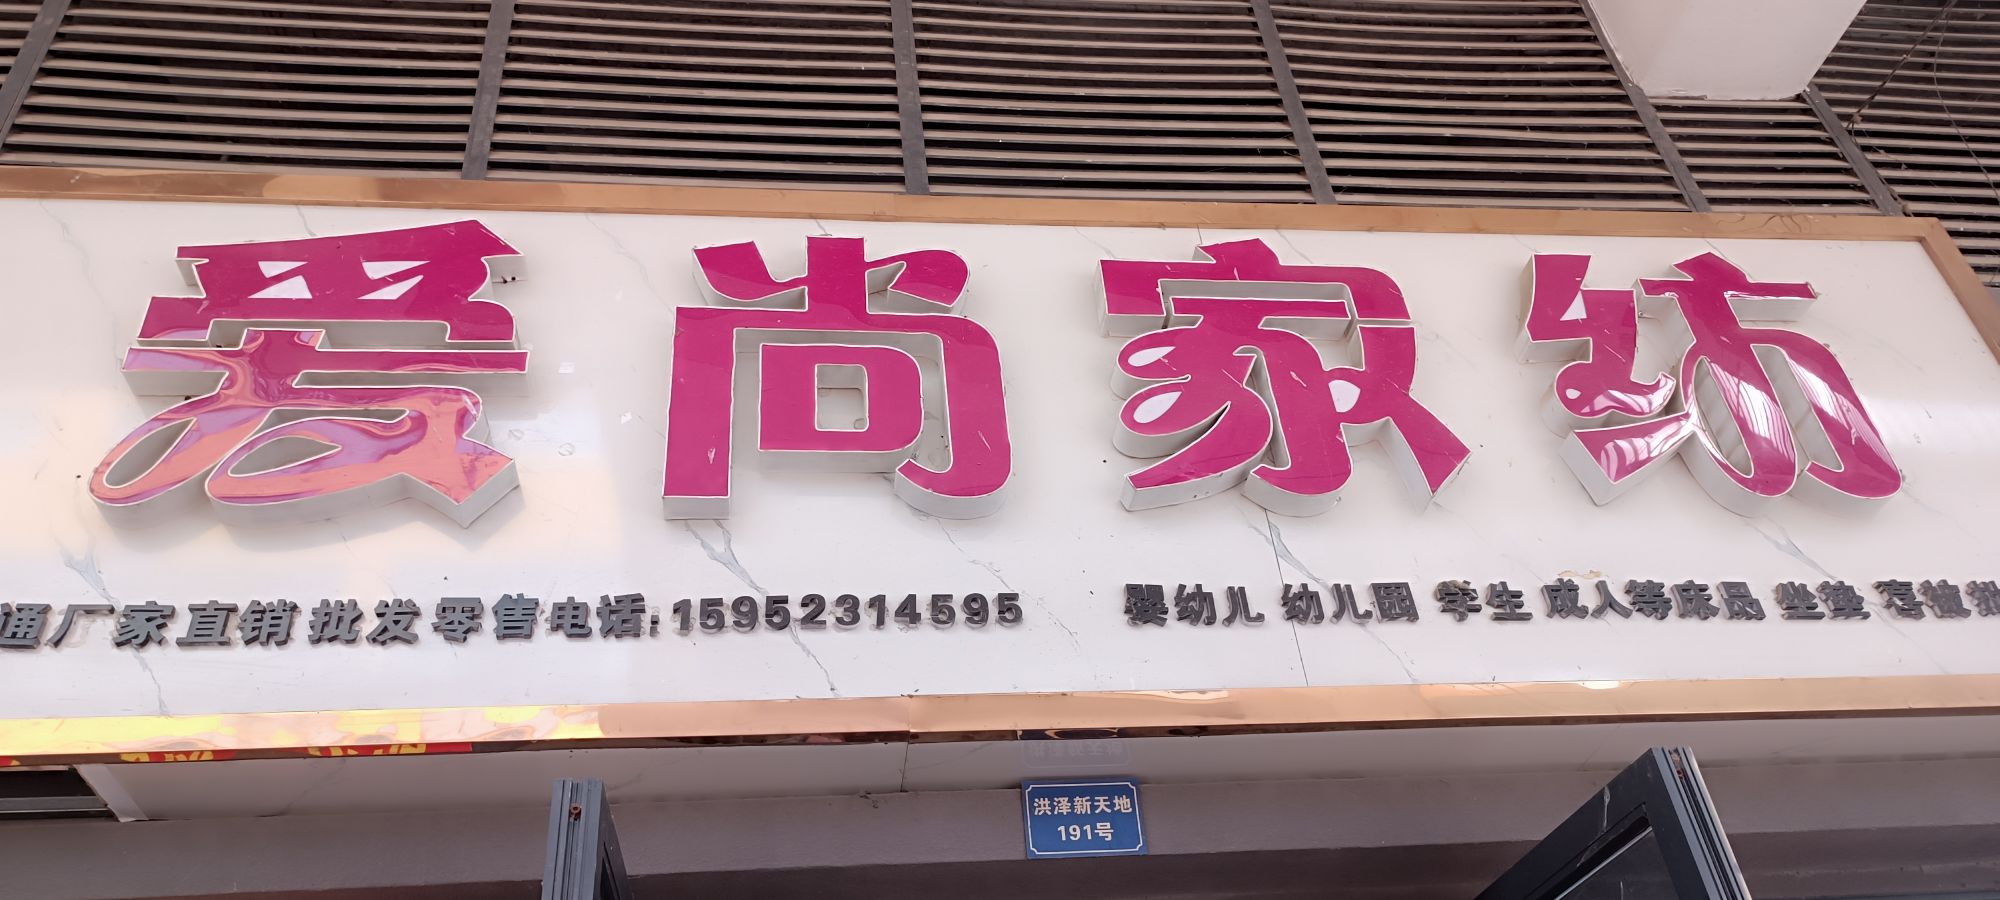 爱尚家纺
通厂家直销 批发零售电话:15952314595 婴幼儿 幼儿园 学生 成人等床品 坐垫 喜被批
洪泽新天地
191号